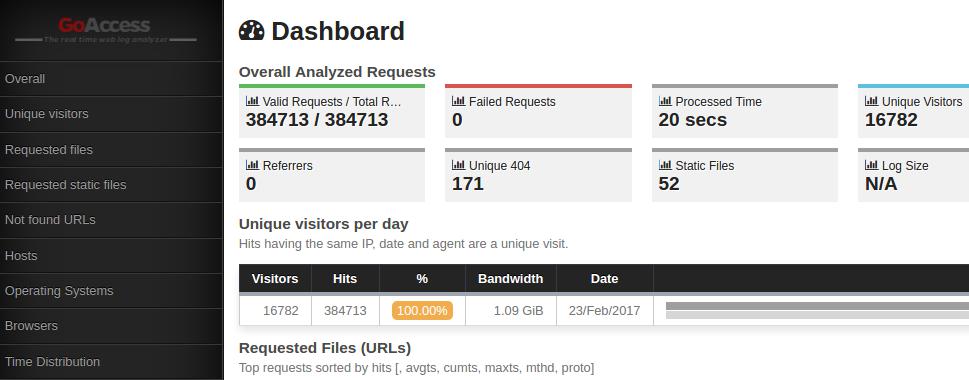 GoAccess
The real time web log analyzer
Overall
Unique visitors
Requested files
Requested static files
Not found URLs
Hosts
Operating Systems
Browsers
Time Distribution
Dashboard
Overall Analyzed Requests
Valid Requests / Total R... Failed Requests Processed Time Unique Visitors
384713 / 384713 0 20 secs 16782
Referrers Unique 404 Static Files Log Size
0 171 52 N/A
Unique visitors per day
Hits having the same IP, date and agent are a unique visit.
Visitors Hits % Bandwidth Date
16782 384713 100.00% 1.09 GiB 23/Feb/2017
Requested Files (URLs)
Top requests sorted by hits [, avgts, cumts, maxts, mthd, proto]